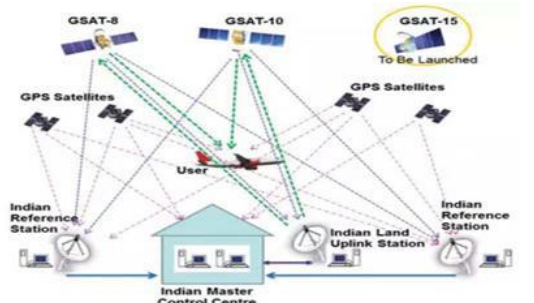 GSAT-8
GSAT-10
GSAT-15
To Be Launched
GPS Satellites
GPS Satellites
User
Indian
Reference
Station
Indian Land
Uplink Station
Indian
Reference
Station
Indian Master
Control Centre